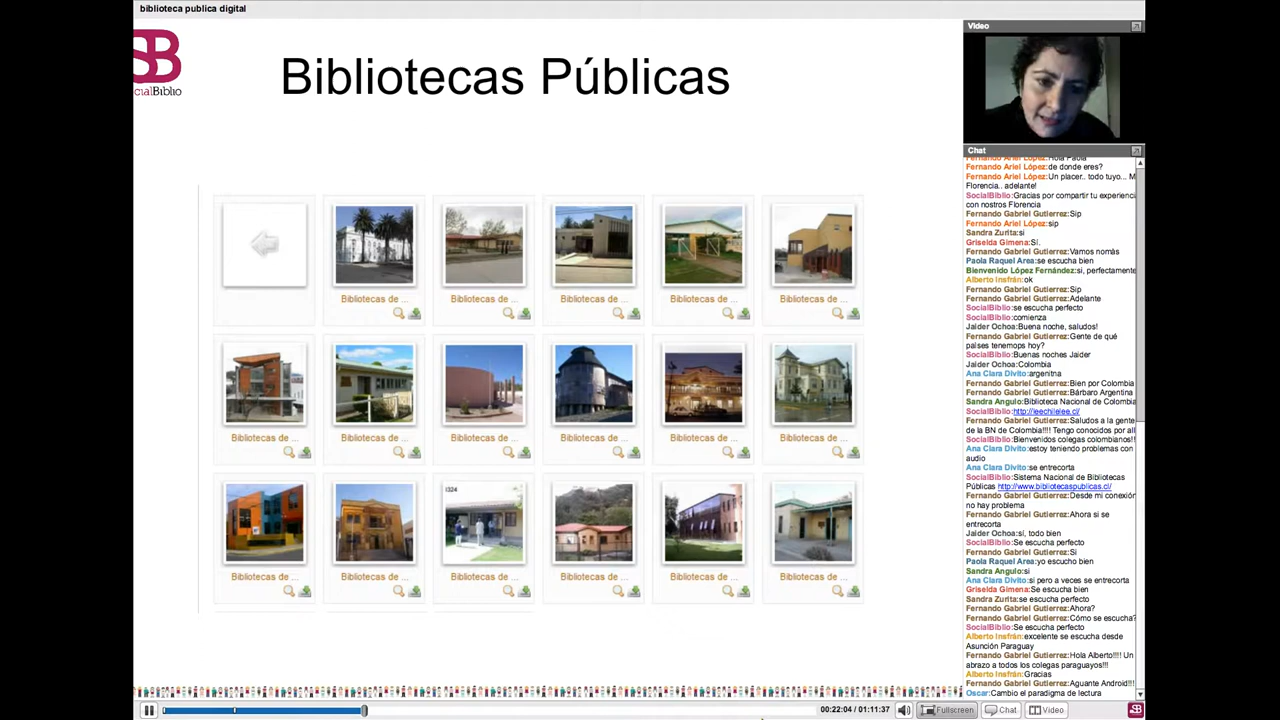 biblioteca publica digital
SB
cialBiblio
Bibliotecas Públicas
Bibliotecas de ...
Bibliotecas de ...
Bibliotecas de ...
Bibliotecas de ...
Bibliotecas de ...
Bibliotecas de ...
Bibliotecas de ...
Bibliotecas de ...
Bibliotecas de ...
Bibliotecas de ...
Bibliotecas de ...
I324
Bibliotecas de ...
Bibliotecas de ...
Bibliotecas de ...
Bibliotecas de ...
Bibliotecas de ...
Bibliotecas de ...
Video
Chat
Fernando Ariel López:Hola Paola
Fernando Ariel López:de donde eres?
Fernando Ariel López:Un placer.. todo tuyo... M
Florencia.. adelante!
SocialBiblio:Gracias por compartir tu experienci
con nostros Florencia
Fernando Gabriel Gutierrez:Sip
Fernando Ariel López:sip
Sandra Zurita:si
Griselda Gimena:Sí.
Fernando Gabriel Gutierrez:Vamos nomás
Paola Raquel Area:se escucha bien
Bienvenido López Fernández:si, perfectamente
Alberto Insfrán:ok
Fernando Gabriel Gutierrez:Sip
Fernando Gabriel Gutierrez:Adelante
SocialBiblio:se escucha perfecto
SocialBiblio:comienza
Jaider Ochoa:Buena noche, saludos!
Fernando Gabriel Gutierrez:Gente de qué
países tenemops hoy?
SocialBiblio:Buenas noches Jaider
Jaider Ochoa:Colombia
Ana Clara Divito:argenitna
Fernando Gabriel Gutierrez:Bien por Colombia
Fernando Gabriel Gutierrez:Bárbaro Argentina
Sandra Angulo:Biblioteca Nacional de Colombia
SocialBiblio:http://leechilelee.cl/
Fernando Gabriel Gutierrez:Saludos a la gente
de la BN de Colombia!!!! Tengo conocidos por all
SocialBiblio:Bienvenidos colegas colombianos!!
Ana Clara Divito:estoy teniendo problemas con
audio
Ana Clara Divito:se entrecorta
SocialBiblio:Sistema Nacional de Bibliotecas
Públicas http://www.bibliotecaspublicas.cl/
Fernando Gabriel Gutierrez:Desde mi conexión
no hay problema
Fernando Gabriel Gutierrez:Ahora si se
entrecorta
Jaider Ochoa:sí, todo bien
SocialBiblio:Se escucha perfecto
Fernando Gabriel Gutierrez:Si
Paola Raquel Area:yo escucho bien
Sandra Angulo:si
Ana Clara Divito:si pero a veces se entrecorta
Griselda Gimena:Se escucha bien
Sandra Zurita:se escucha perfecto
Fernando Gabriel Gutierrez:Ahora?
Fernando Gabriel Gutierrez:Cómo se escucha?
SocialBiblio:Se escucha perfecto
Alberto Insfrán:excelente se escucha desde
Asunción Paraguay
Fernando Gabriel Gutierrez:Hola Alberto!!!! Un
abrazo a todos los colegas paraguayos!!!
Alberto Insfrán:Gracias
Fernando Gabriel Gutierrez:Aguante Android!!!
Oscar:Cambio el paradigma de lectura
00:22:04 / 01:11:37
Fullscreen
Chat
Video
SB